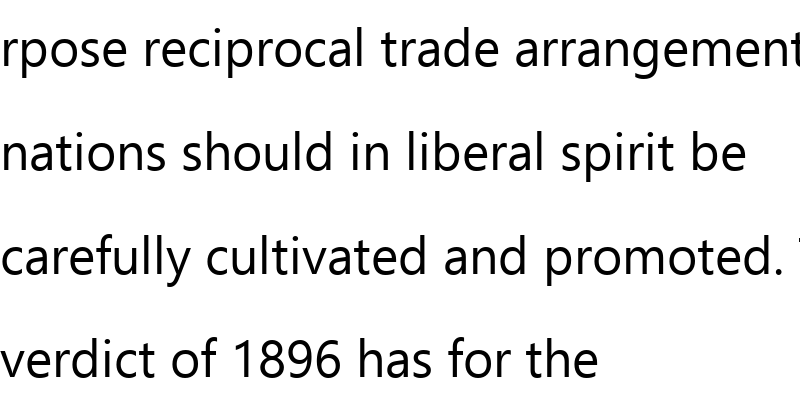 rpose reciprocal trade arrangement
nations should in liberal spirit be
carefully cultivated and promoted.
verdict of 1896 has for the